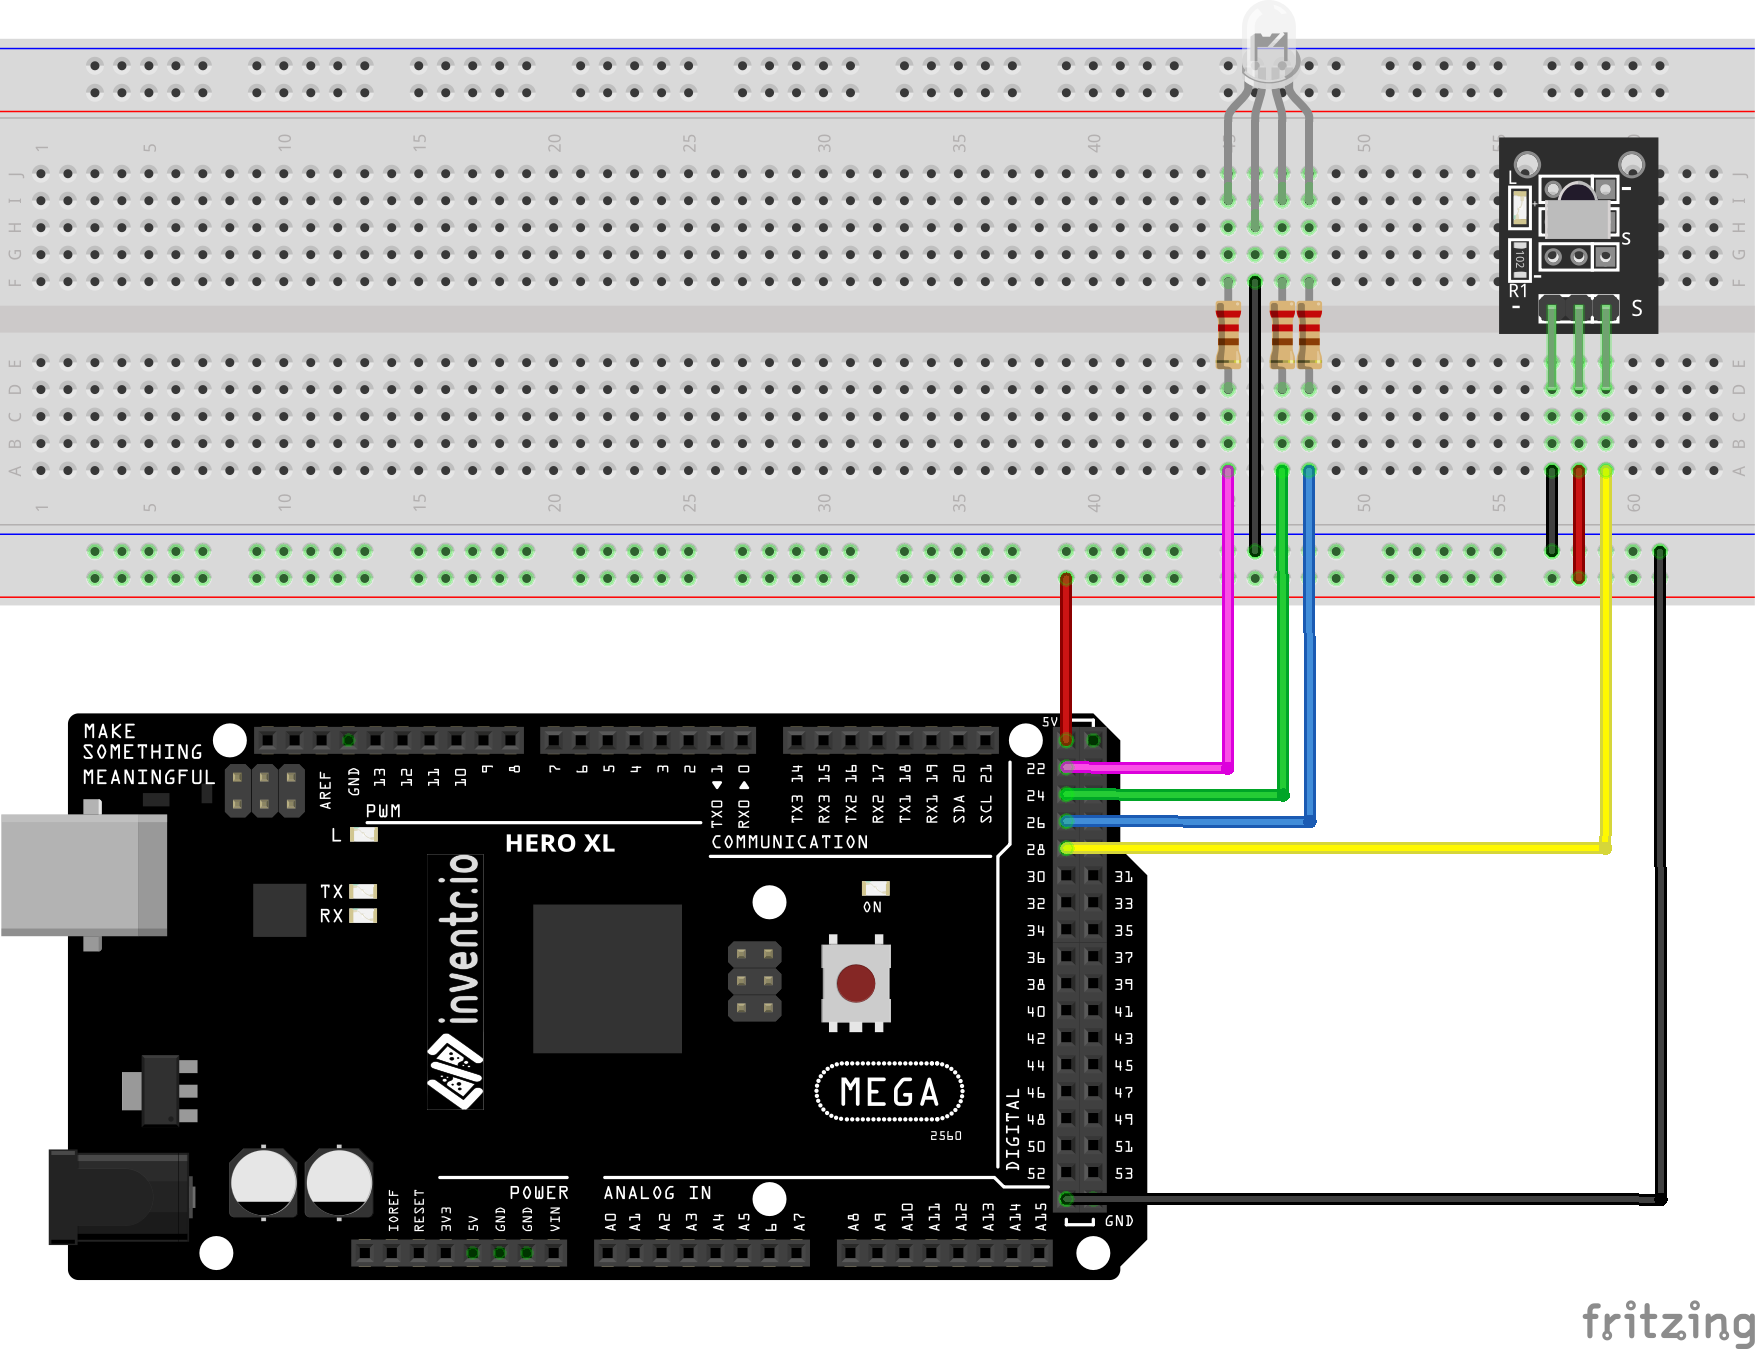 1 5 10 15 20 25 30 35 40 50 55 60
J
I
H
G
F
L
-
S
102
R1
-
-
S
E
D
C
B
A
1 5 10 15 20 25 30 35 40 50 55 60
MAKE
SOMETHING
MEANINGFUL
AREF GND 13 12 11 10 9 8
7 6 5 4 3 2 TX0 1 RX0 0
TX3 14 RX3 15 TX2 16 RX2 17 TX1 18 RX1 19 SDA 20 SCL 21
5V
PWM
COMMUNICATION
HERO XL
L
TX
RX
inventr.io
ON
MEGA
2560
DIGITAL
22
24
26
28
30 31
32 33
34 35
36 37
38 39
40 41
42 43
44 45
46 47
48 49
50 51
52 53
GND
POWER
ANALOG IN
IOREF RESET 3V3 5V GND GND VIN
A0 A1 A2 A3 A4 A5 6 A7
A8 A9 A10 A11 A12 A13 A14 A15
fritzing